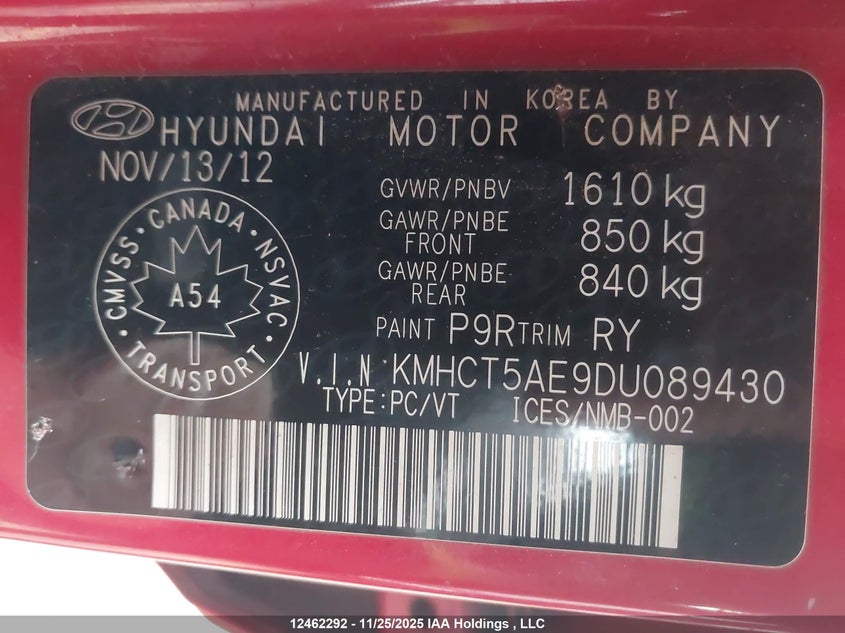 MANUFACTURED IN KOREA BY
HYUNDAI MOTOR COMPANY
NOV/13/12
GVWR/PNBV 1610 kg
GAWR/PNBE FRONT 850 kg
GAWR/PNBE REAR 840 kg
CANADA · NSVAC · TRANSPORT · CMVSS ·
A54
PAINT P9R TRIM RY
V.I.N KMHCT5AE9DU089430
TYPE:PC/VT ICES/NMB-002
12462292 - 11/25/2025 IAA Holdings , LLC